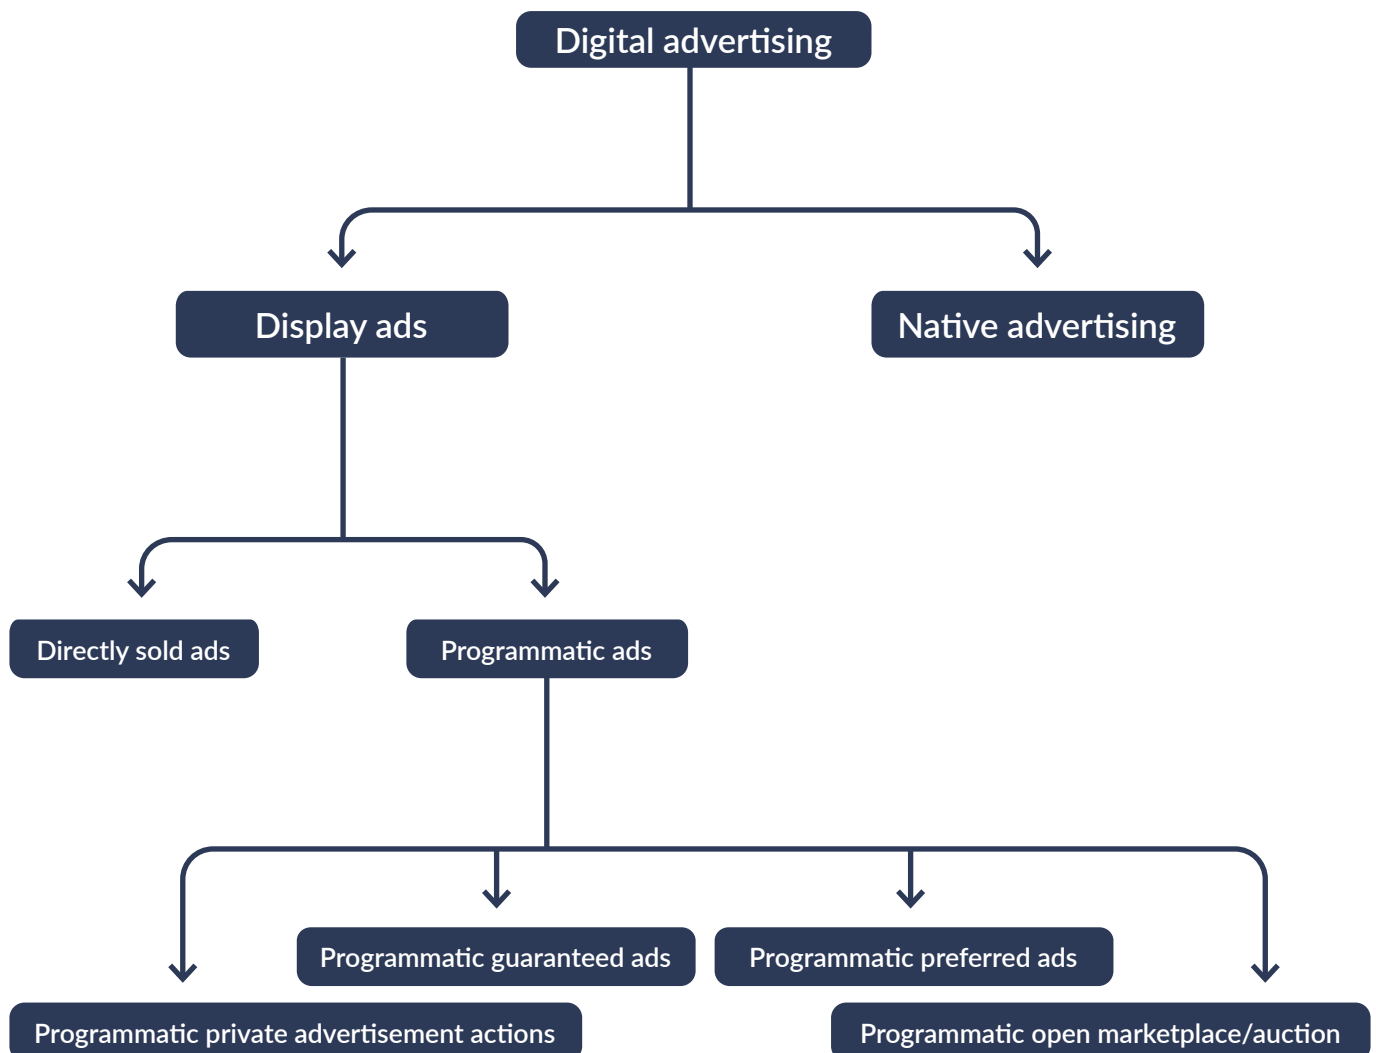 Digital advertising
Display ads
Native advertising
Directly sold ads
Programmatic ads
Programmatic guaranteed ads
Programmatic preferred ads
Programmatic private advertisement actions
Programmatic open marketplace/auction